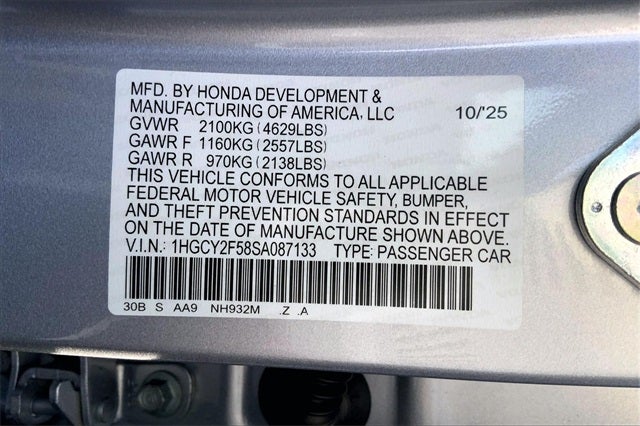 MFD. BY HONDA DEVELOPMENT &
MANUFACTURING OF AMERICA, LLC 10/'25
GVWR 2100KG (4629LBS)
GAWR F 1160KG (2557LBS)
GAWR R 970KG (2138LBS)
THIS VEHICLE CONFORMS TO ALL APPLICABLE
FEDERAL MOTOR VEHICLE SAFETY, BUMPER,
AND THEFT PREVENTION STANDARDS IN EFFECT
ON THE DATE OF MANUFACTURE SHOWN ABOVE.
V.I.N.: 1HGCY2F58SA087133 TYPE: PASSENGER CAR
30B S AA9 NH932M .Z .A